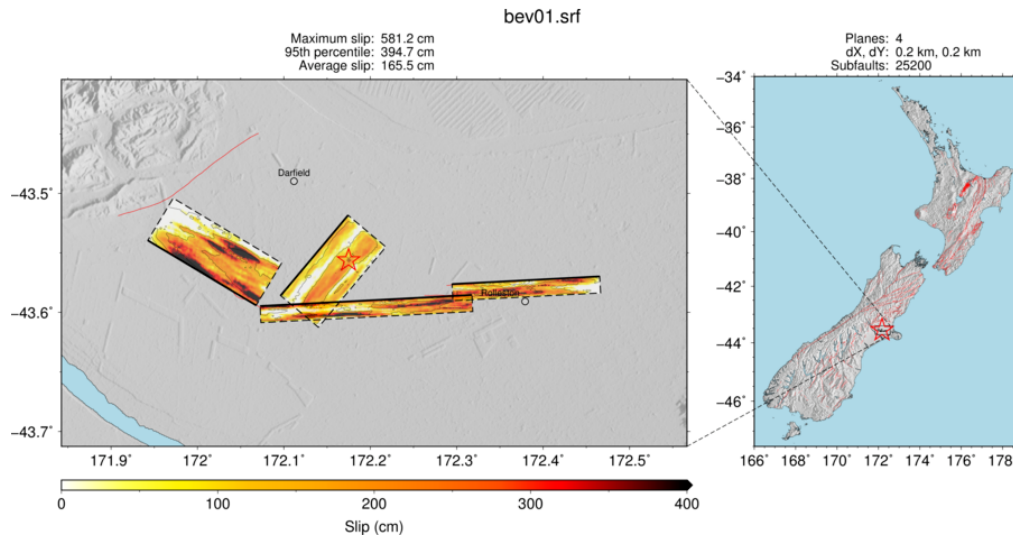 bev01.srf
Maximum slip: 581.2 cm
95th percentile: 394.7 cm
Average slip: 165.5 cm
Planes: 4
dX, dY: 0.2 km, 0.2 km
Subfaults: 25200
Darfield
Rolleston
−43.5˚
−43.6˚
−43.7˚
171.9˚ 172˚ 172.1˚ 172.2˚ 172.3˚ 172.4˚ 172.5˚
−34˚
−36˚
−38˚
−40˚
−42˚
−44˚
−46˚
166˚ 168˚ 170˚ 172˚ 174˚ 176˚ 178˚
0 100 200 300 400
Slip (cm)